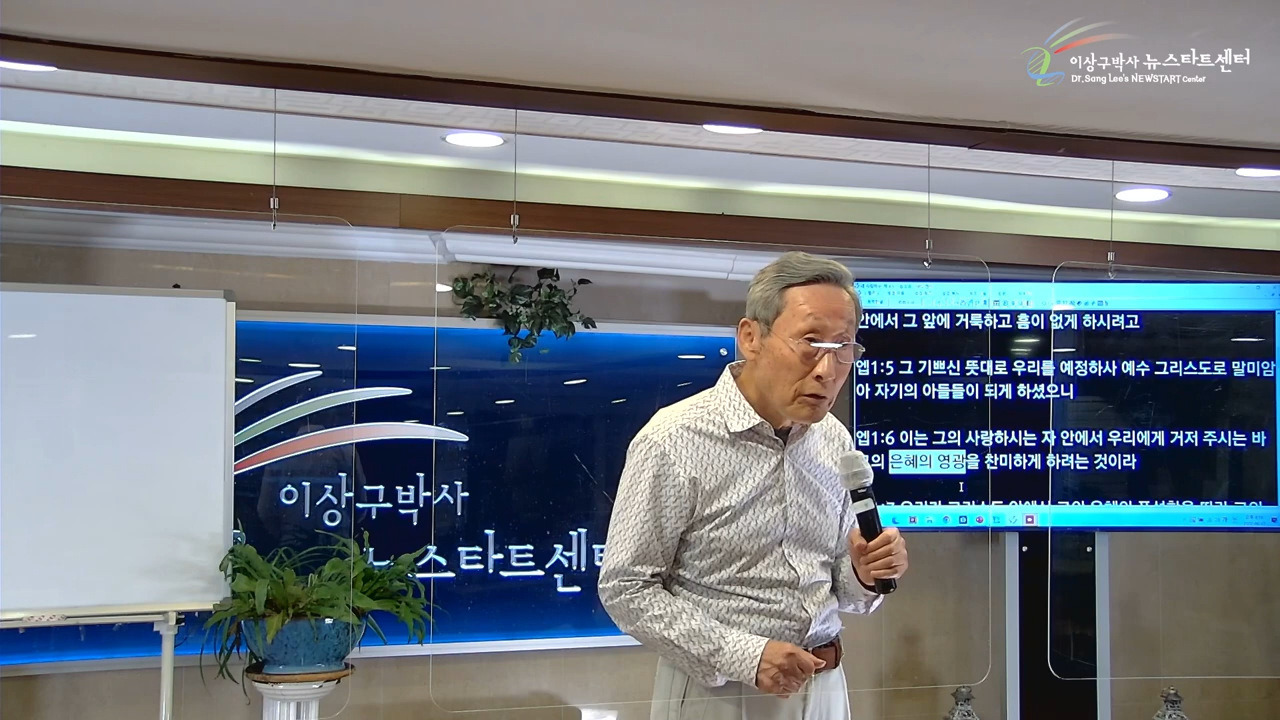 이상구박사 뉴스타트센터
Dr. Sang Lee's NEWSTART Center
안에서 그 앞에 거룩하고 흠이 없게 하시려고
엡1:5 그 기쁘신 뜻대로 우리를 예정하사 예수 그리스도로 말미암
아 자기의 아들들이 되게 하셨으니
엡1:6 이는 그의 사랑하시는 자 안에서 우리에게 거저 주시는 바
의 은혜의 영광을 찬미하게 하려는 것이라
이상구박사
뉴스타트센터